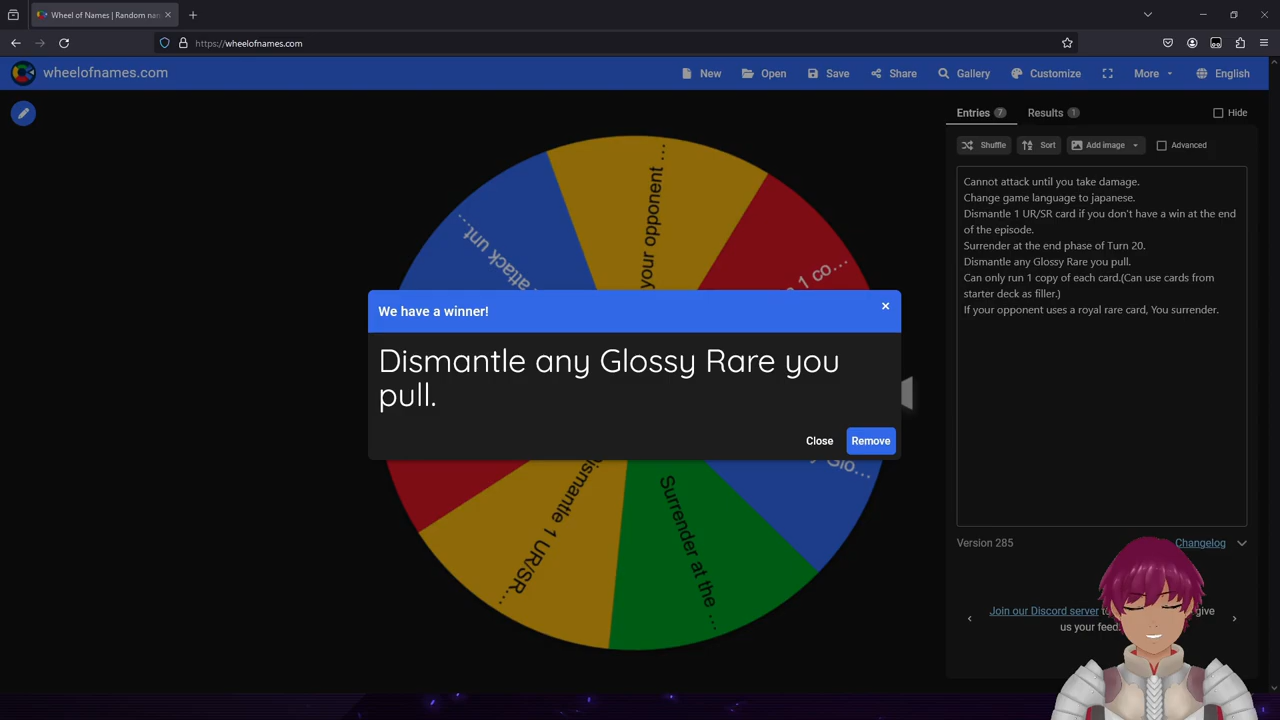 Wheel of Names | Random nam
https://wheelofnames.com
wheelofnames.com
New
Open
Save
Share
Gallery
Customize
More
English
Entries 7
Results 1
Hide
Shuffle
Sort
Add image
Advanced
Cannot attack until you take damage.
Change game language to japanese.
Dismantle 1 UR/SR card if you don't have a win at the end
of the episode.
Surrender at the end phase of Turn 20.
Dismantle any Glossy Rare you pull.
Can only run 1 copy of each card.(Can use cards from
starter deck as filler.)
If your opponent uses a royal rare card, You surrender.
your opponent ...
1 co...
attack unt...
We have a winner!
Dismantle any Glossy Rare you
pull.
Close
Remove
Dismantle 1 UR/SR...
Surrender at the ...
Glo...
Version 285
Changelog
Join our Discord server to
give
us your feed